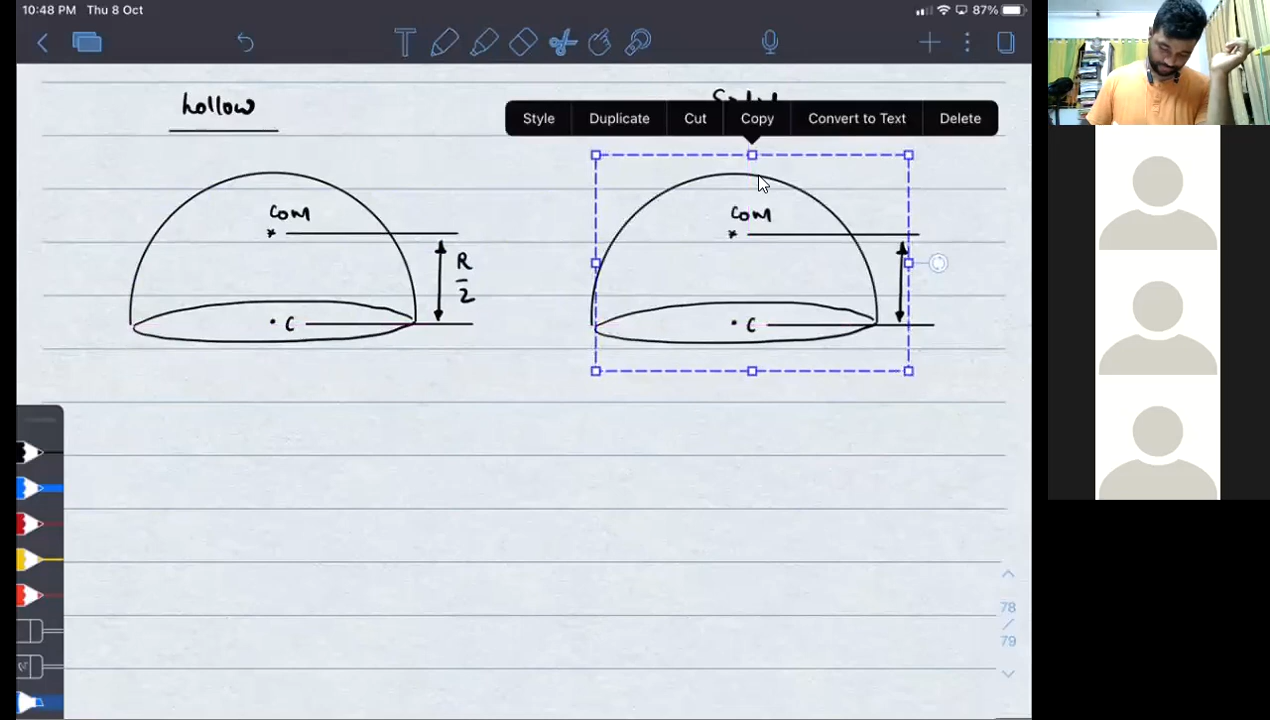 10:48 PM Thu 8 Oct
87%
T
hollow
Style Duplicate Cut Copy Convert to Text Delete
COM
R
2
C
COM
C
78
/
79